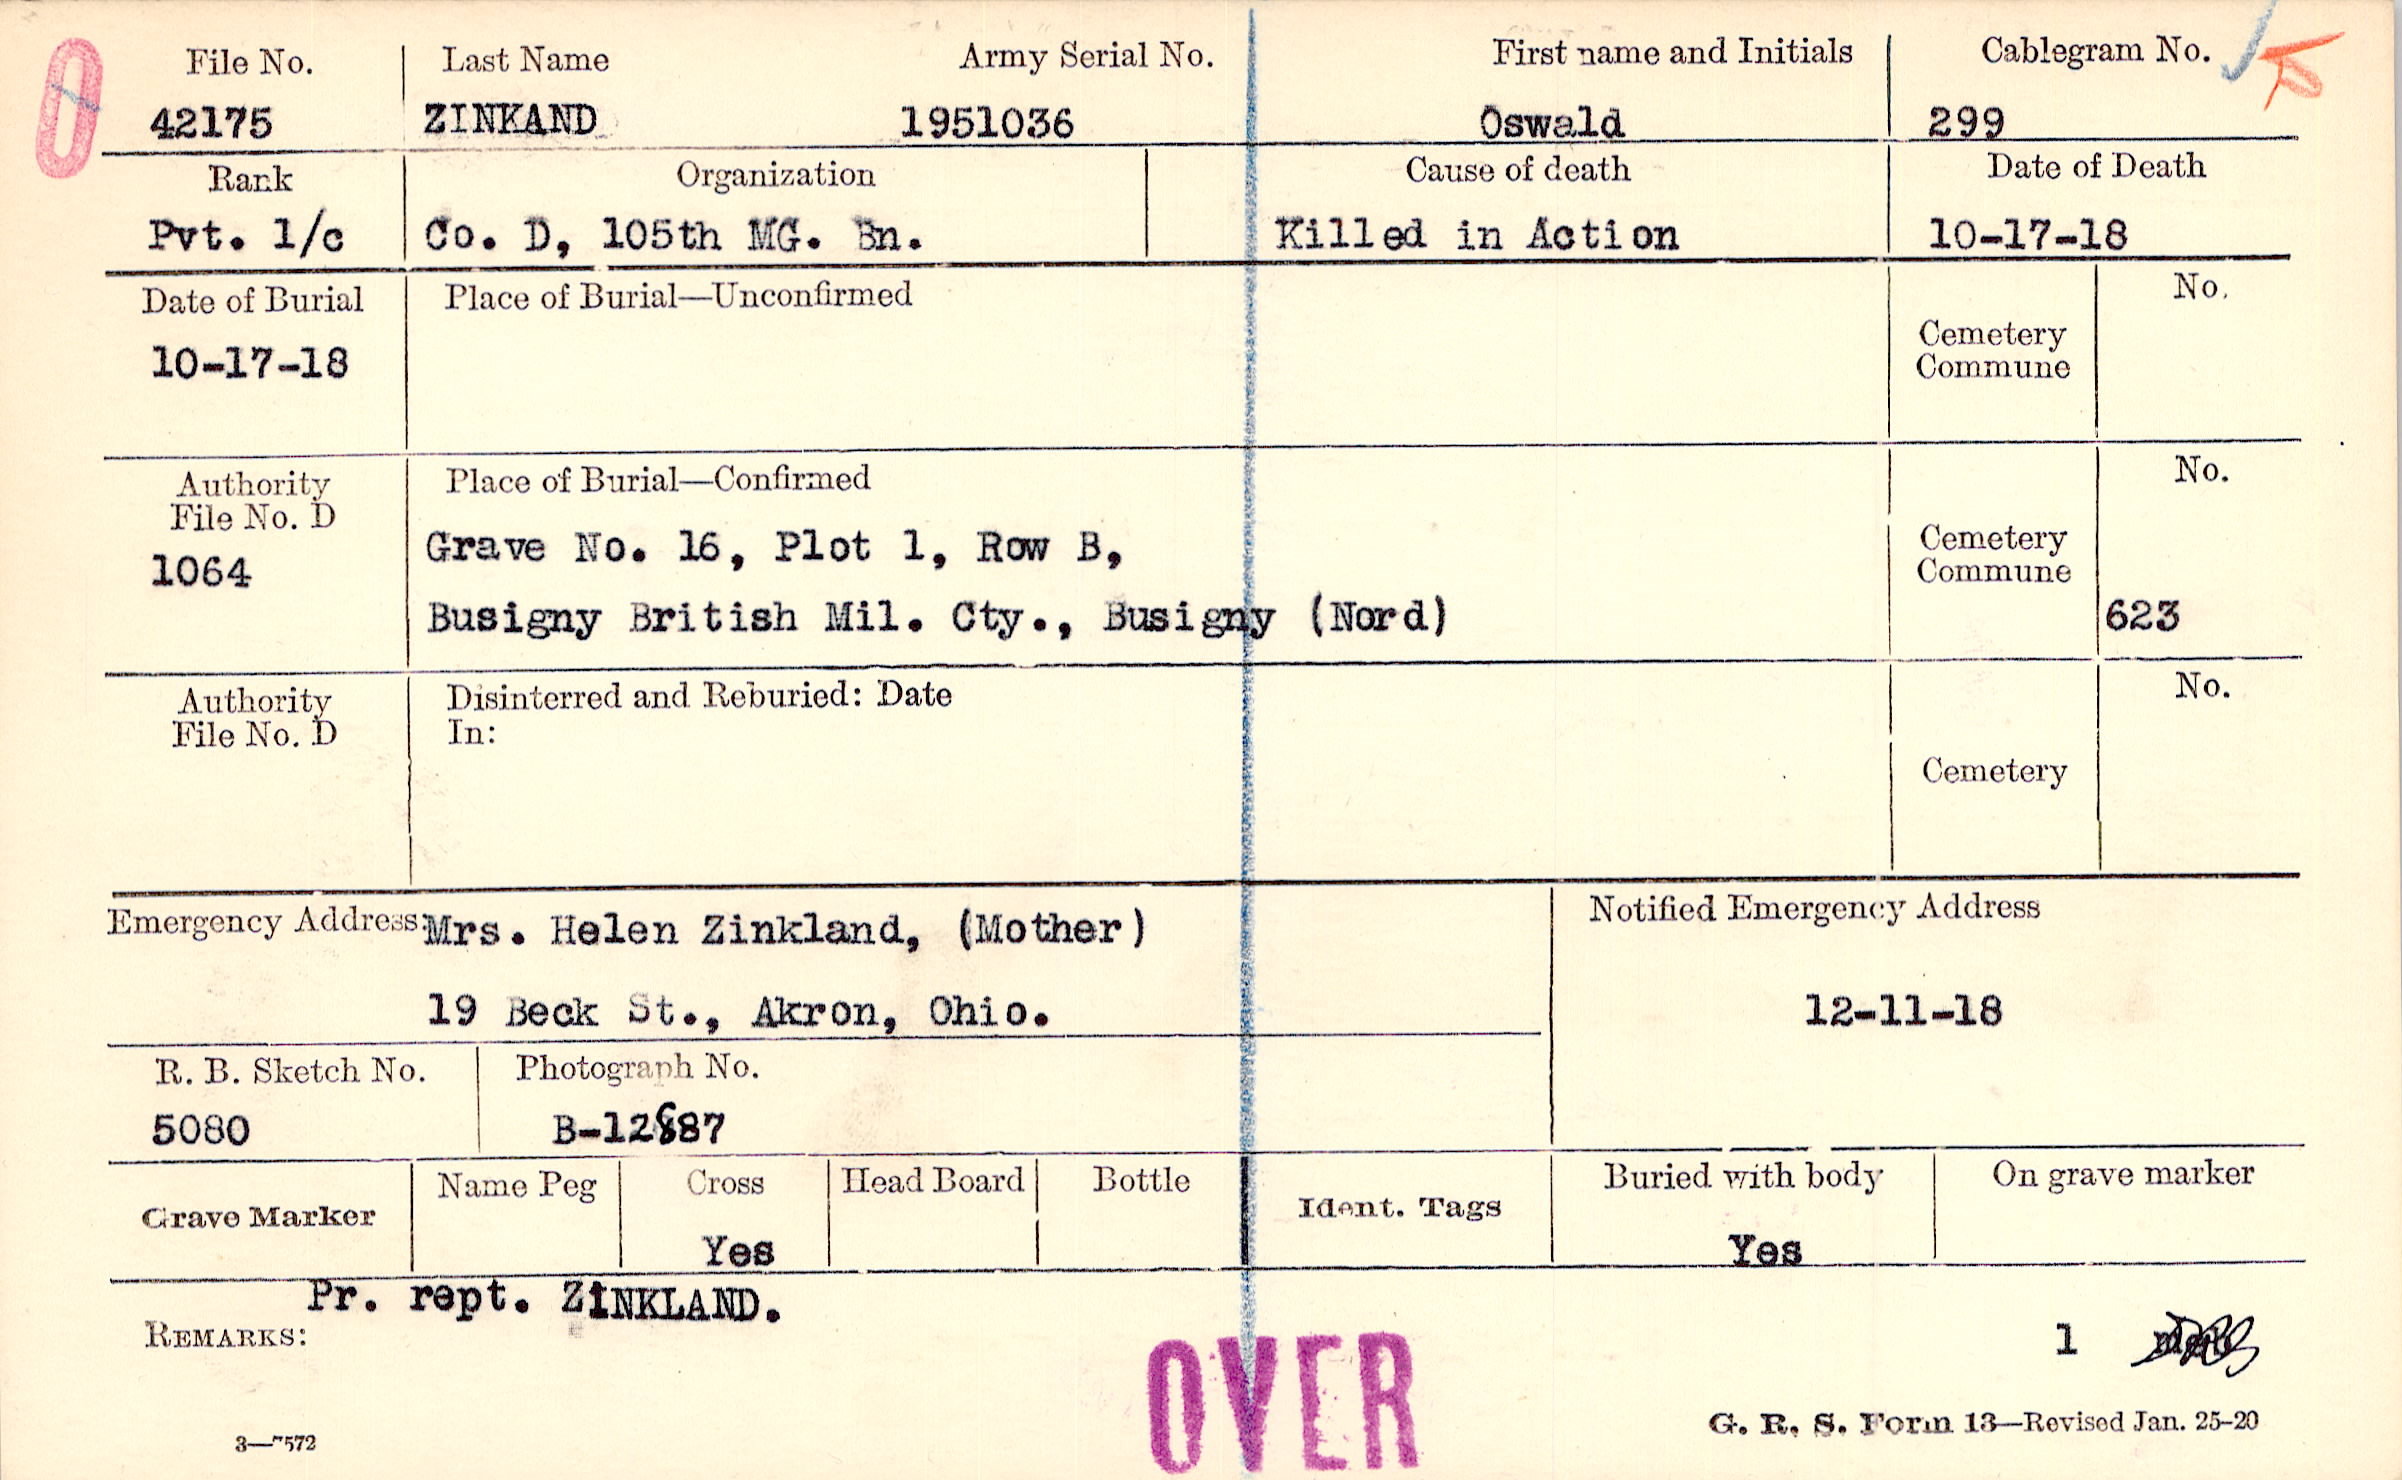 File No. Last Name Army Serial No. First name and Initials Cablegram No.
42175 ZINKAND 1951036 Oswald 299
Rank Organization Cause of death Date of Death
Pvt. 1/c Co. D, 105th MG. Bn. Killed in Action 10-17-18
Date of Burial Place of Burial—Unconfirmed No.
10-17-18 Cemetery
Commune
Authority Place of Burial—Confirmed No.
File No. D
1064 Grave No. 16, Plot 1, Row B, Cemetery
Commune
Busigny British Mil. Cty., Busigny (Nord) 623
Authority Disinterred and Reburied: Date No.
File No. D In:
Cemetery
Emergency Address: Mrs. Helen Zinkland, (Mother) Notified Emergency Address
19 Beck St., Akron, Ohio. 12-11-18
R. B. Sketch No. Photograph No.
5080 B-12887
Grave Marker Name Peg Cross Head Board Bottle Ident. Tags Buried with body On grave marker
Yes Yes
Pr. rept. ZINKLAND.
REMARKS: 1
OVER
G. R. S. Form 13—Revised Jan. 25-20